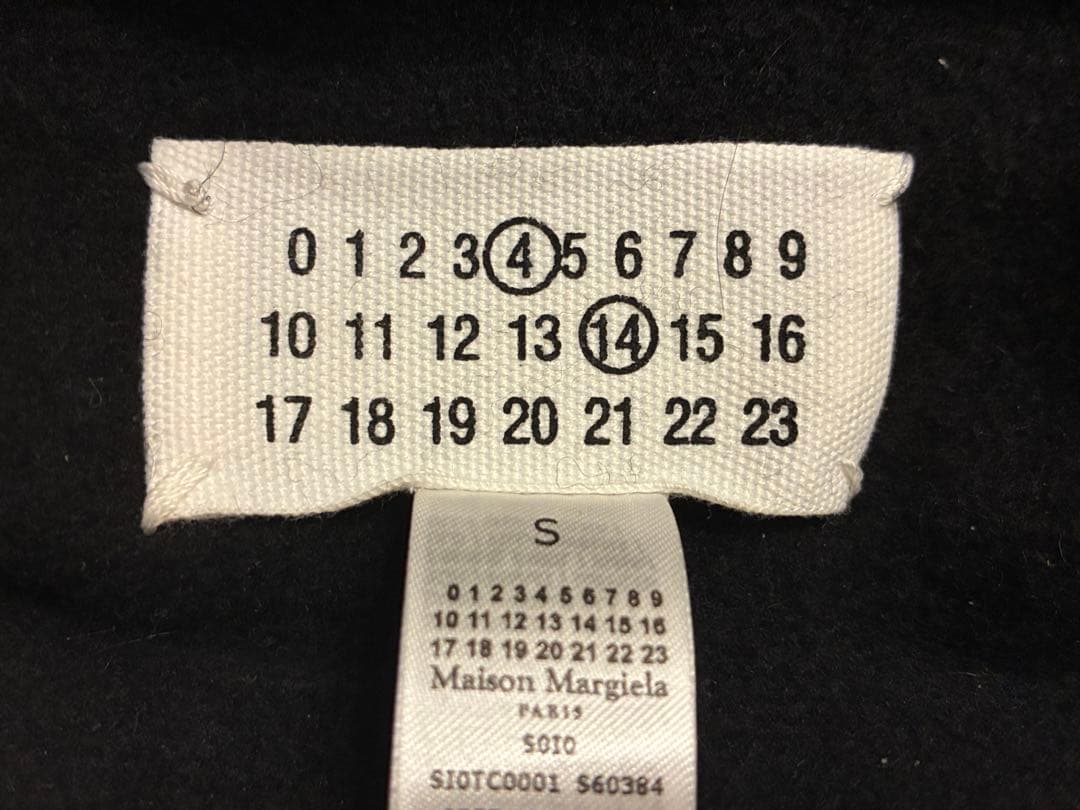 0 1 2 3 4 5 6 7 8 9
10 11 12 13 14 15 16
17 18 19 20 21 22 23
S
0 1 2 3 4 5 6 7 8 9
10 11 12 13 14 15 16
17 18 19 20 21 22 23
Maison Margiela
PARIS
S0I0
SI0TC0001 S60384